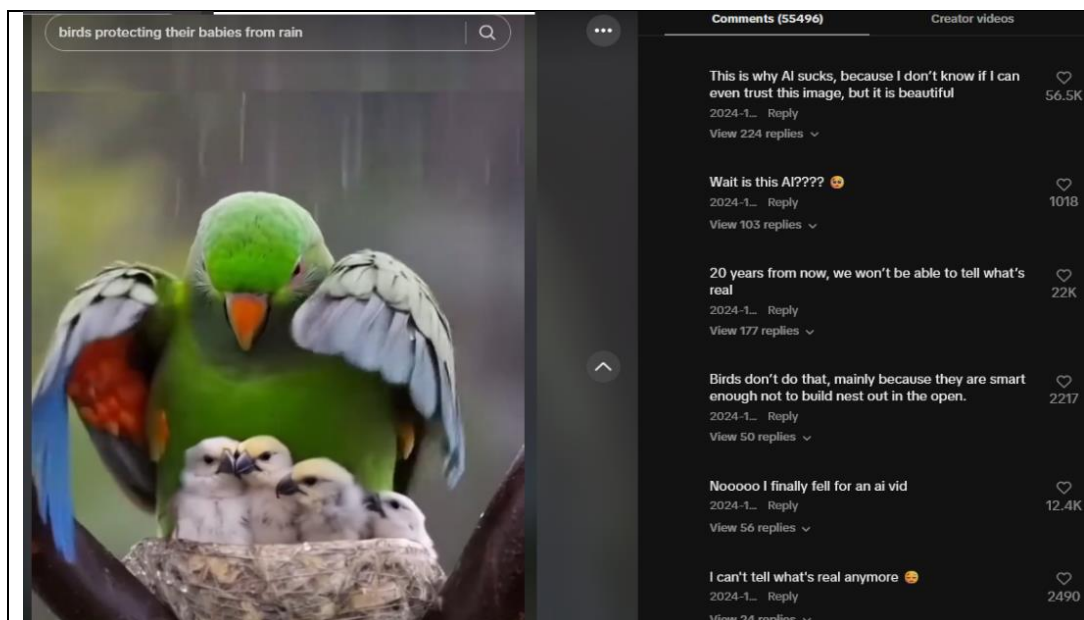 birds protecting their babies from rain
Comments (55496)
Creator videos
This is why AI sucks, because I don't know if I can
even trust this image, but it is beautiful
56.5K
2024-1... Reply
View 224 replies
Wait is this AI???? 🥺
1018
2024-1... Reply
View 103 replies
20 years from now, we won't be able to tell what's
real
22K
2024-1... Reply
View 177 replies
Birds don't do that, mainly because they are smart
enough not to build nest out in the open.
2217
2024-1... Reply
View 50 replies
Nooooo I finally fell for an ai vid
12.4K
2024-1... Reply
View 56 replies
I can't tell what's real anymore 😅
2490
2024-1... Reply
View 24 replies